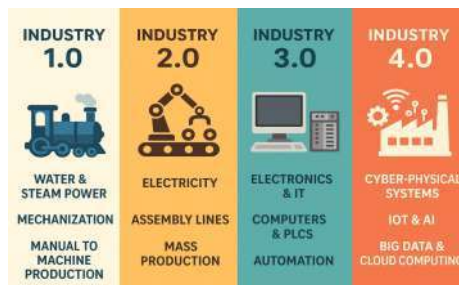 INDUSTRY
1.0
WATER &
STEAM POWER
MECHANIZATION
MANUAL TO
MACHINE
PRODUCTION
INDUSTRY
2.0
ELECTRICITY
ASSEMBLY LINES
MASS
PRODUCTION
INDUSTRY
3.0
ELECTRONICS
& IT
COMPUTERS
& PLCS
AUTOMATION
INDUSTRY
4.0
CYBER-PHYSICAL
SYSTEMS
IOT & AI
BIG DATA &
CLOUD COMPUTING